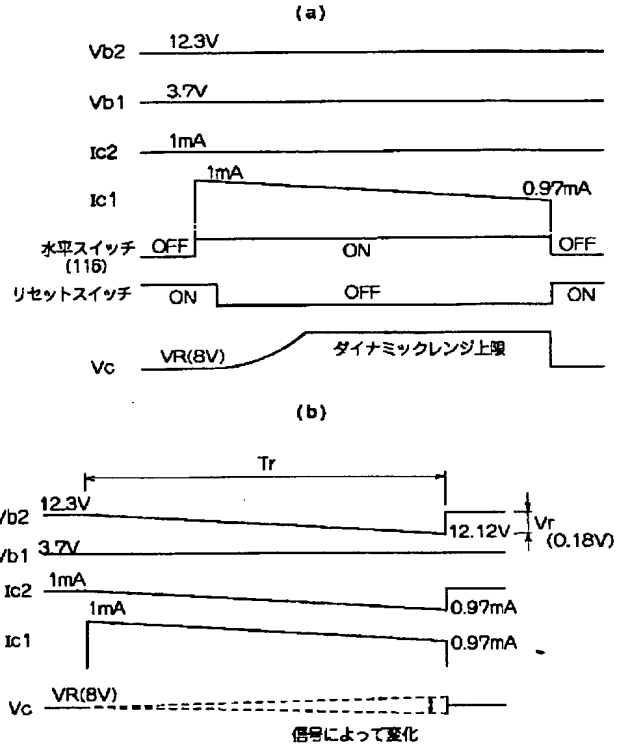 (a)
Vb2 12.3V
Vb1 3.7V
Ic2 1mA
Ic1 1mA 0.97mA
水平スイッチ OFF ON OFF
(115)
リセットスイッチ ON OFF ON
Vc VR(8V) ダイナミックレンジ上限
(b)
Tr
Vb2 12.3V 12.12V Vr
(0.18V)
Vb1 3.7V
Ic2 1mA 0.97mA
Ic1 1mA 0.97mA
Vc VR(8V)
信号によって変化